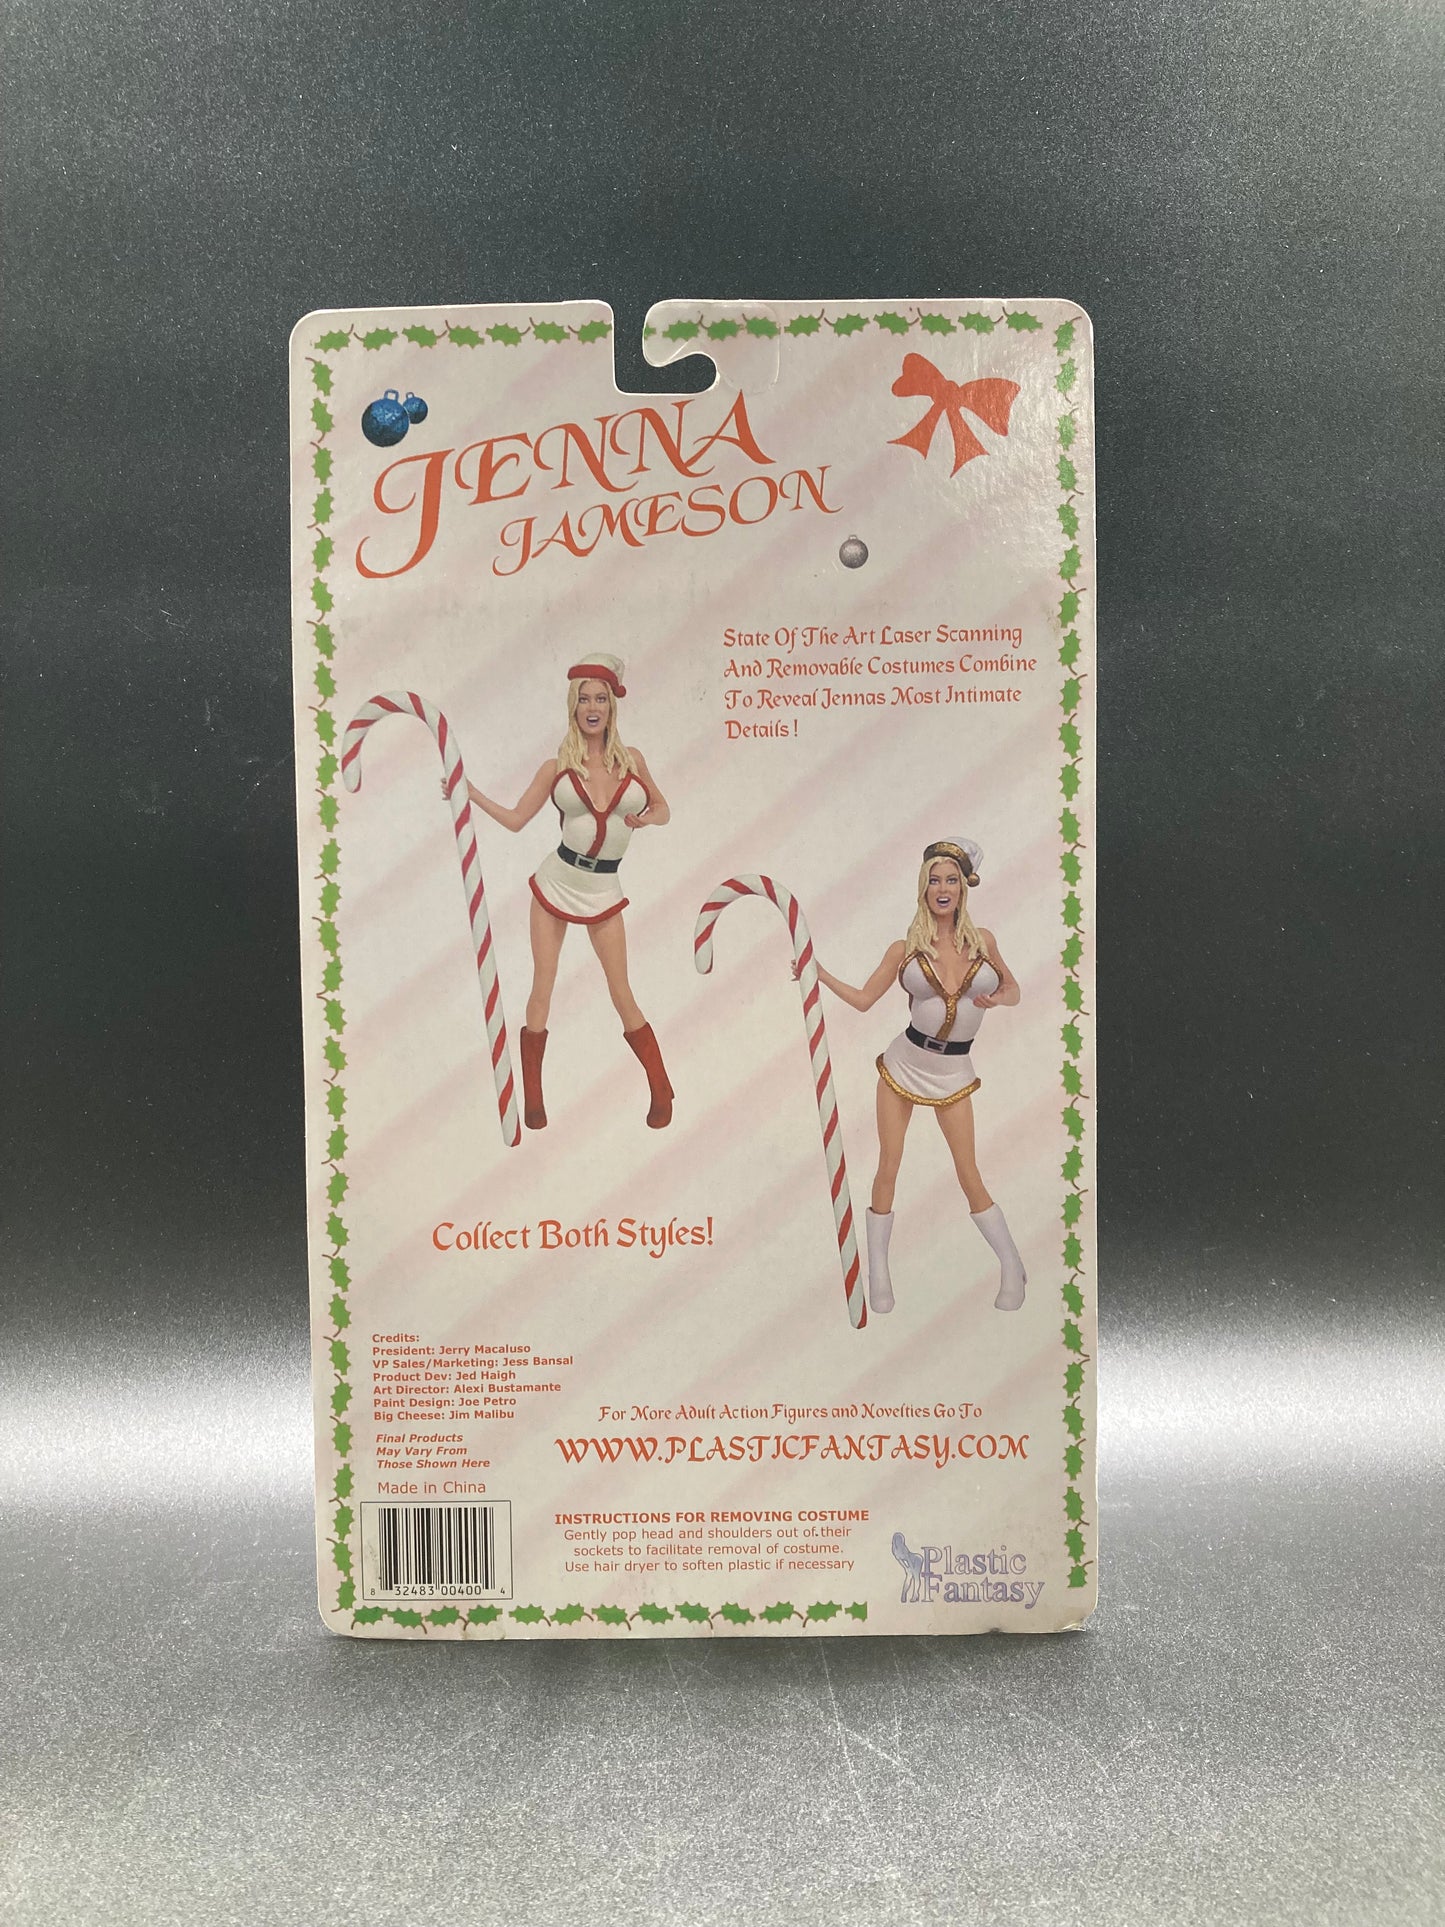 JENNA
JAMESON
State Of The Art Laser Scanning
And Removable Costumes Combine
To Reveal Jennas Most Intimate
Details!
Collect Both Styles!
Credits:
President: Jerry Macaluso
VP Sales/Marketing: Jess Bansal
Product Dev: Jed Haigh
Art Director: Alexi Bustamante
Paint Design: Joe Petro
Big Cheese: Jim Malibu
Final Products
May Vary From
Those Shown Here
Made in China
8 32483 00400 4
For More Adult Action Figures and Novelties Go To
WWW.PLASTICFANTASY.COM
INSTRUCTIONS FOR REMOVING COSTUME
Gently pop head and shoulders out of their
sockets to facilitate removal of costume.
Use hair dryer to soften plastic if necessary
Plastic
Fantasy